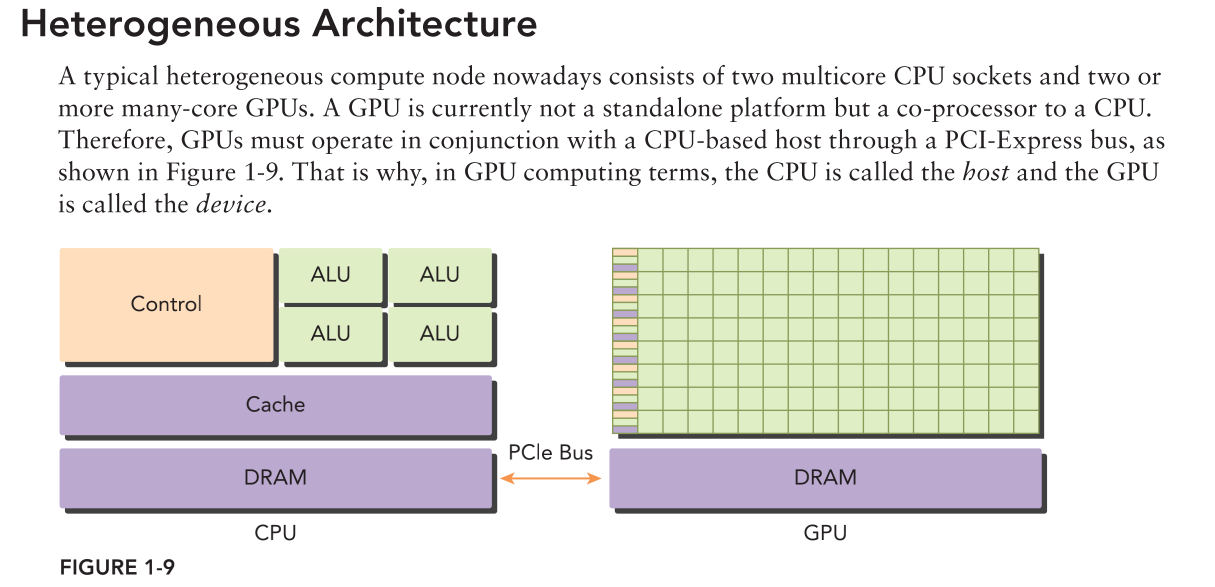 Heterogeneous Architecture
A typical heterogeneous compute node nowadays consists of two multicore CPU sockets and two or
more many-core GPUs. A GPU is currently not a standalone platform but a co-processor to a CPU.
Therefore, GPUs must operate in conjunction with a CPU-based host through a PCI-Express bus, as
shown in Figure 1-9. That is why, in GPU computing terms, the CPU is called the host and the GPU
is called the device.
Control
ALU
ALU
ALU
ALU
Cache
DRAM
CPU
PCIe Bus
DRAM
GPU
FIGURE 1-9